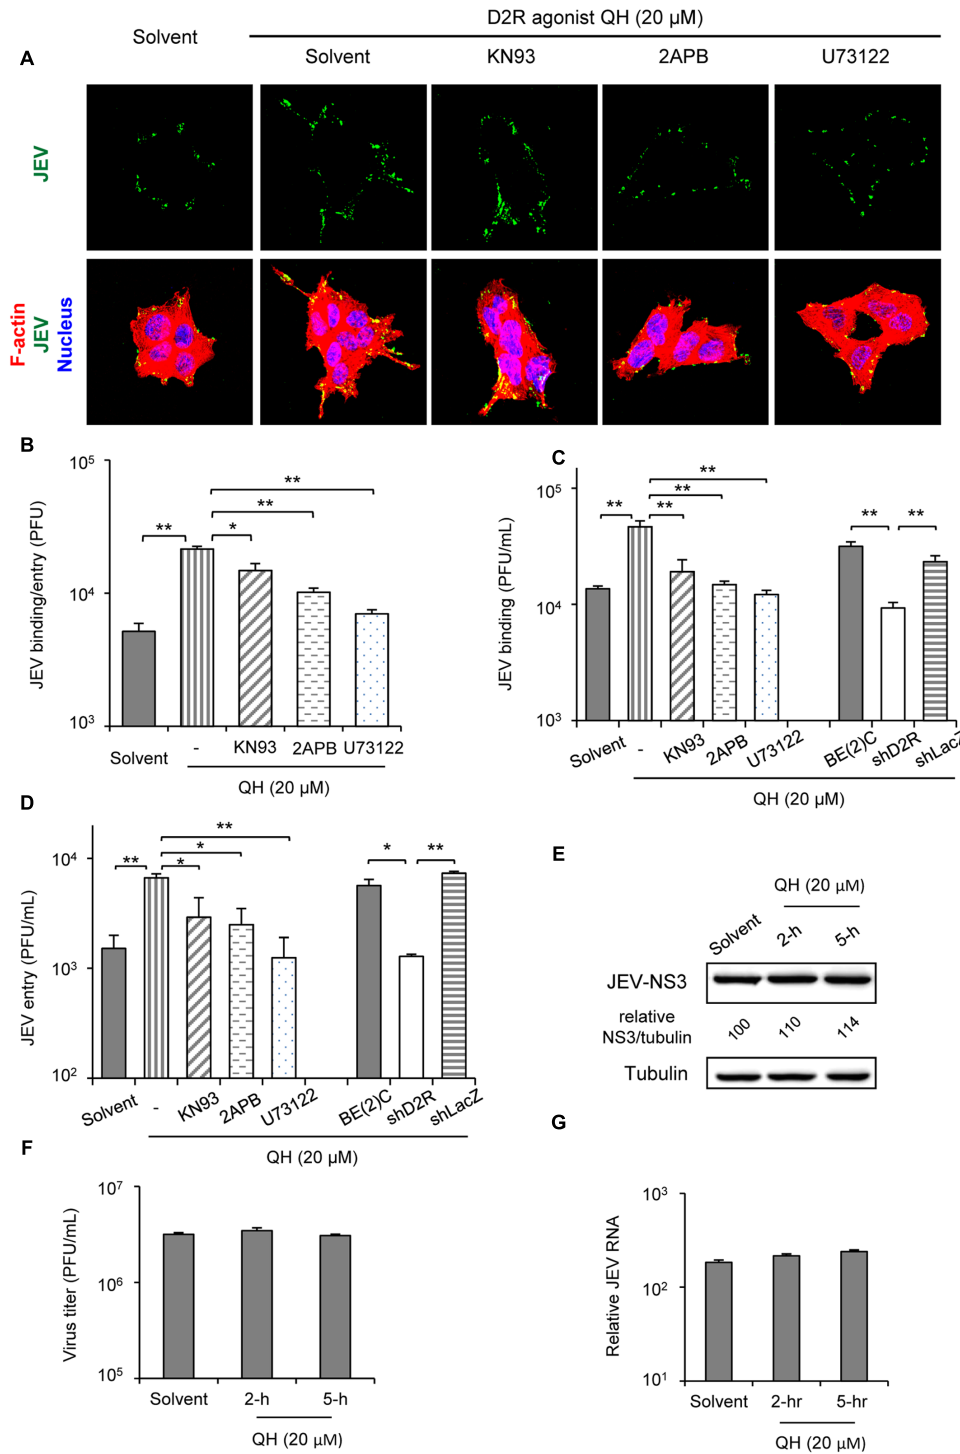 Solvent
D2R agonist QH (20 µM)
A
Solvent KN93 2APB U73122
JEV
F-actin
JEV
Nucleus
B
JEV binding/entry (PFU)
10⁵
10⁴
10³
** * ** **
Solvent - KN93 2APB U73122
QH (20 µM)
C
JEV binding (PFU/mL)
10⁵
10⁴
10³
** ** ** ** ** **
Solvent - KN93 2APB U73122 BE(2)C shD2R shLacZ
QH (20 µM)
D
JEV entry (PFU/mL)
10⁴
10³
10²
** * * ** * **
Solvent - KN93 2APB U73122 BE(2)C shD2R shLacZ
QH (20 µM)
E
QH (20 µM)
Solvent 2-h 5-h
JEV-NS3
relative
NS3/tubulin
100 110 114
Tubulin
F
Virus titer (PFU/mL)
10⁷
10⁶
10⁵
Solvent 2-h 5-h
QH (20 µM)
G
Relative JEV RNA
10³
10²
10¹
Solvent 2-hr 5-hr
QH (20 µM)